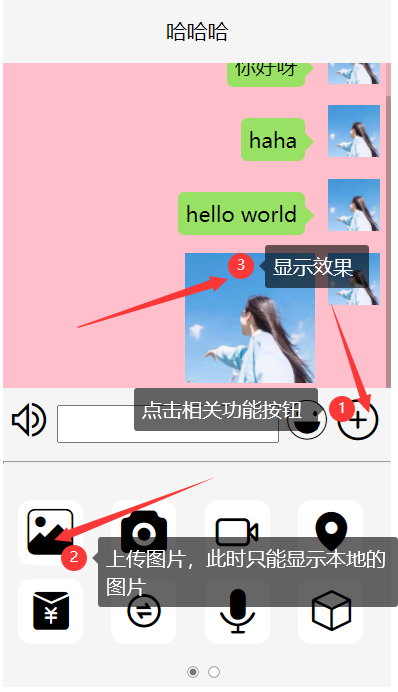 哈哈哈
你好呀
haha
hello world
3
显示效果
点击相关功能按钮
1
2
上传图片，此时只能显示本地的
图片